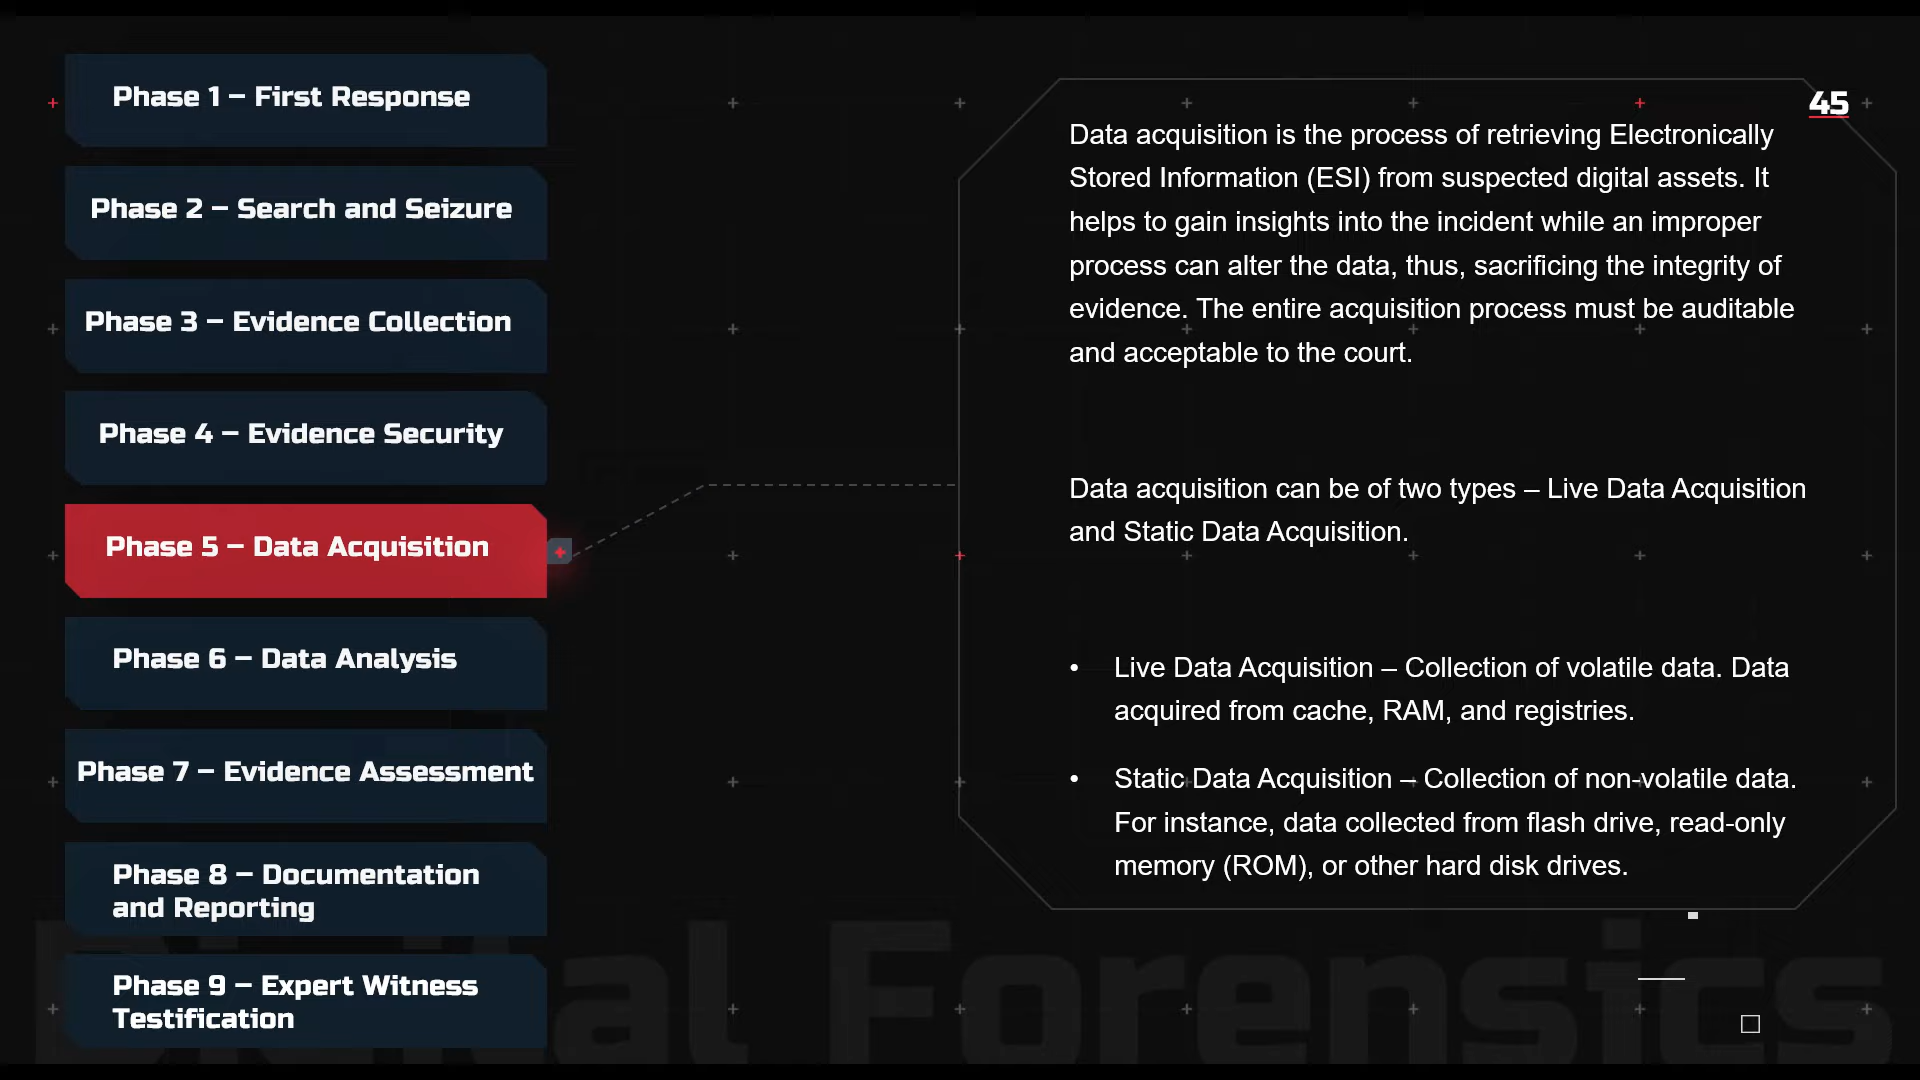 Phase 1 – First Response
Phase 2 – Search and Seizure
Phase 3 – Evidence Collection
Phase 4 – Evidence Security
Phase 5 – Data Acquisition
Phase 6 – Data Analysis
Phase 7 – Evidence Assessment
Phase 8 – Documentation
and Reporting
Phase 9 – Expert Witness
Testification
45
Data acquisition is the process of retrieving Electronically
Stored Information (ESI) from suspected digital assets. It
helps to gain insights into the incident while an improper
process can alter the data, thus, sacrificing the integrity of
evidence. The entire acquisition process must be auditable
and acceptable to the court.
Data acquisition can be of two types – Live Data Acquisition
and Static Data Acquisition.
• Live Data Acquisition – Collection of volatile data. Data
acquired from cache, RAM, and registries.
• Static Data Acquisition – Collection of non-volatile data.
For instance, data collected from flash drive, read-only
memory (ROM), or other hard disk drives.
Digital Forensics